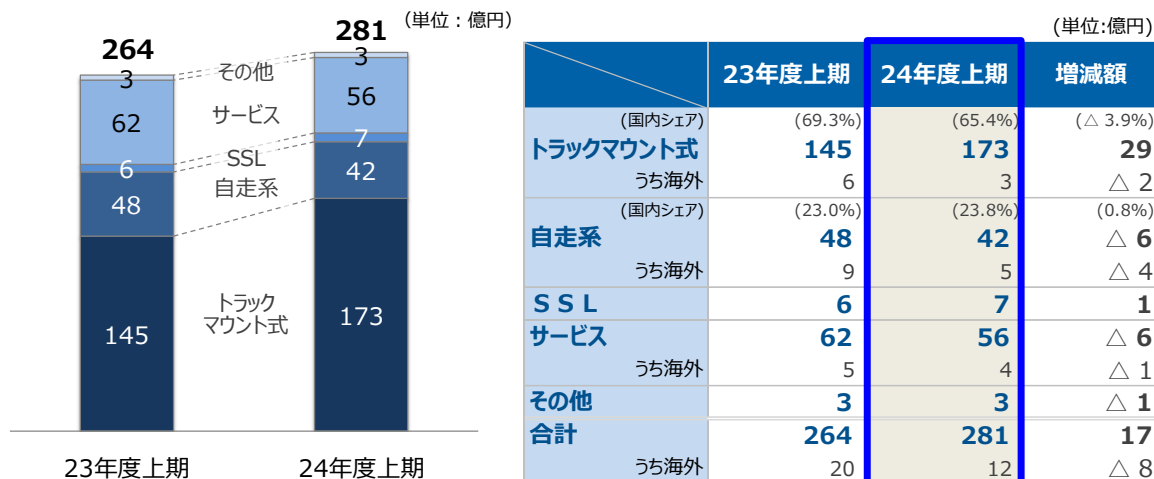 (単位:億円)
264
281
3
3
その他
62
56
サービス
6
7
SSL
48
42
自走系
145
173
トラック
マウント式
23年度上期
24年度上期
(単位:億円)
23年度上期 24年度上期 増減額
(国内シェア) (69.3%) (65.4%) (△ 3.9%)
トラックマウント式 145 173 29
うち海外 6 3 △ 2
(国内シェア) (23.0%) (23.8%) (0.8%)
自走系 48 42 △ 6
うち海外 9 5 △ 4
SSL 6 7 1
サービス 62 56 △ 6
うち海外 5 4 △ 1
その他 3 3 △ 1
合計 264 281 17
うち海外 20 12 △ 8